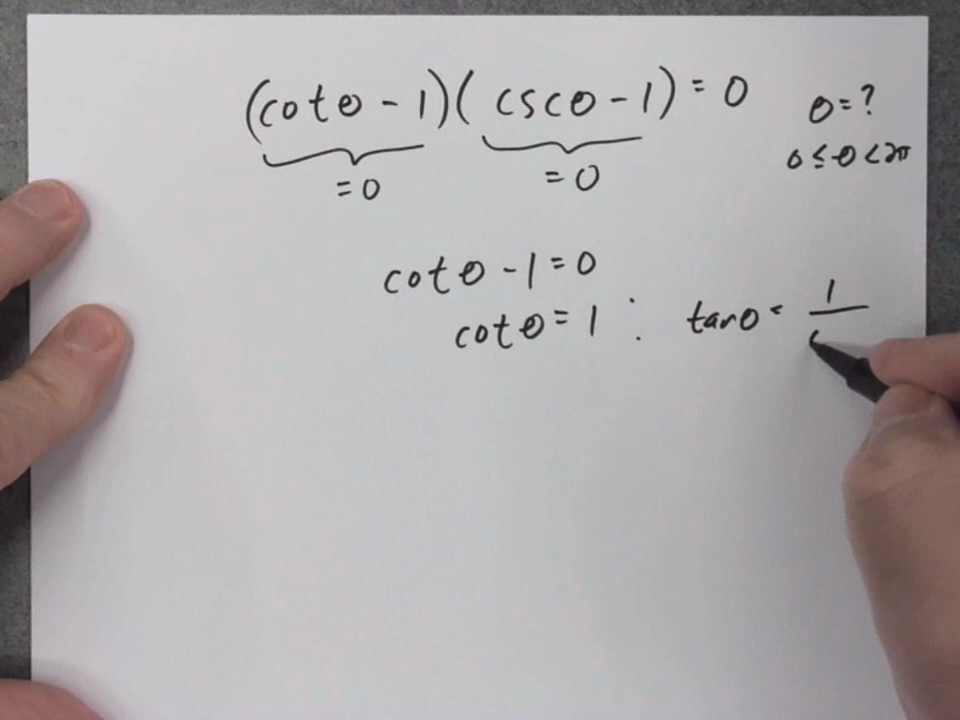 (cotθ - 1)( cscθ - 1) = 0
θ = ?
0 ≤ θ < 2π
= 0
= 0
cotθ - 1 = 0
cotθ = 1 : tanθ = 1/